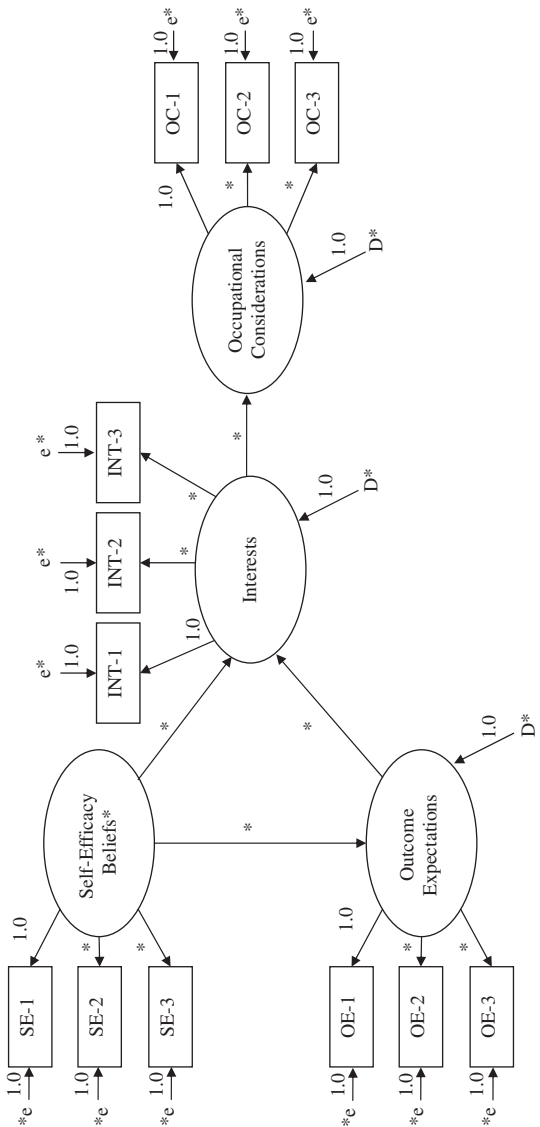 *e
1.0
SE-1
1.0
*e
1.0
SE-2
*
*e
1.0
SE-3
*
Self-Efficacy
Beliefs*
*
*
*e
1.0
OE-1
1.0
*e
1.0
OE-2
*
*e
1.0
OE-3
*
Outcome
Expectations
1.0
D*
*
e*
1.0
INT-1
1.0
e*
1.0
INT-2
*
e*
1.0
INT-3
*
Interests
1.0
D*
*
Occupational
Considerations
1.0
D*
1.0
OC-1
1.0
e*
*
OC-2
1.0
e*
*
OC-3
1.0
e*